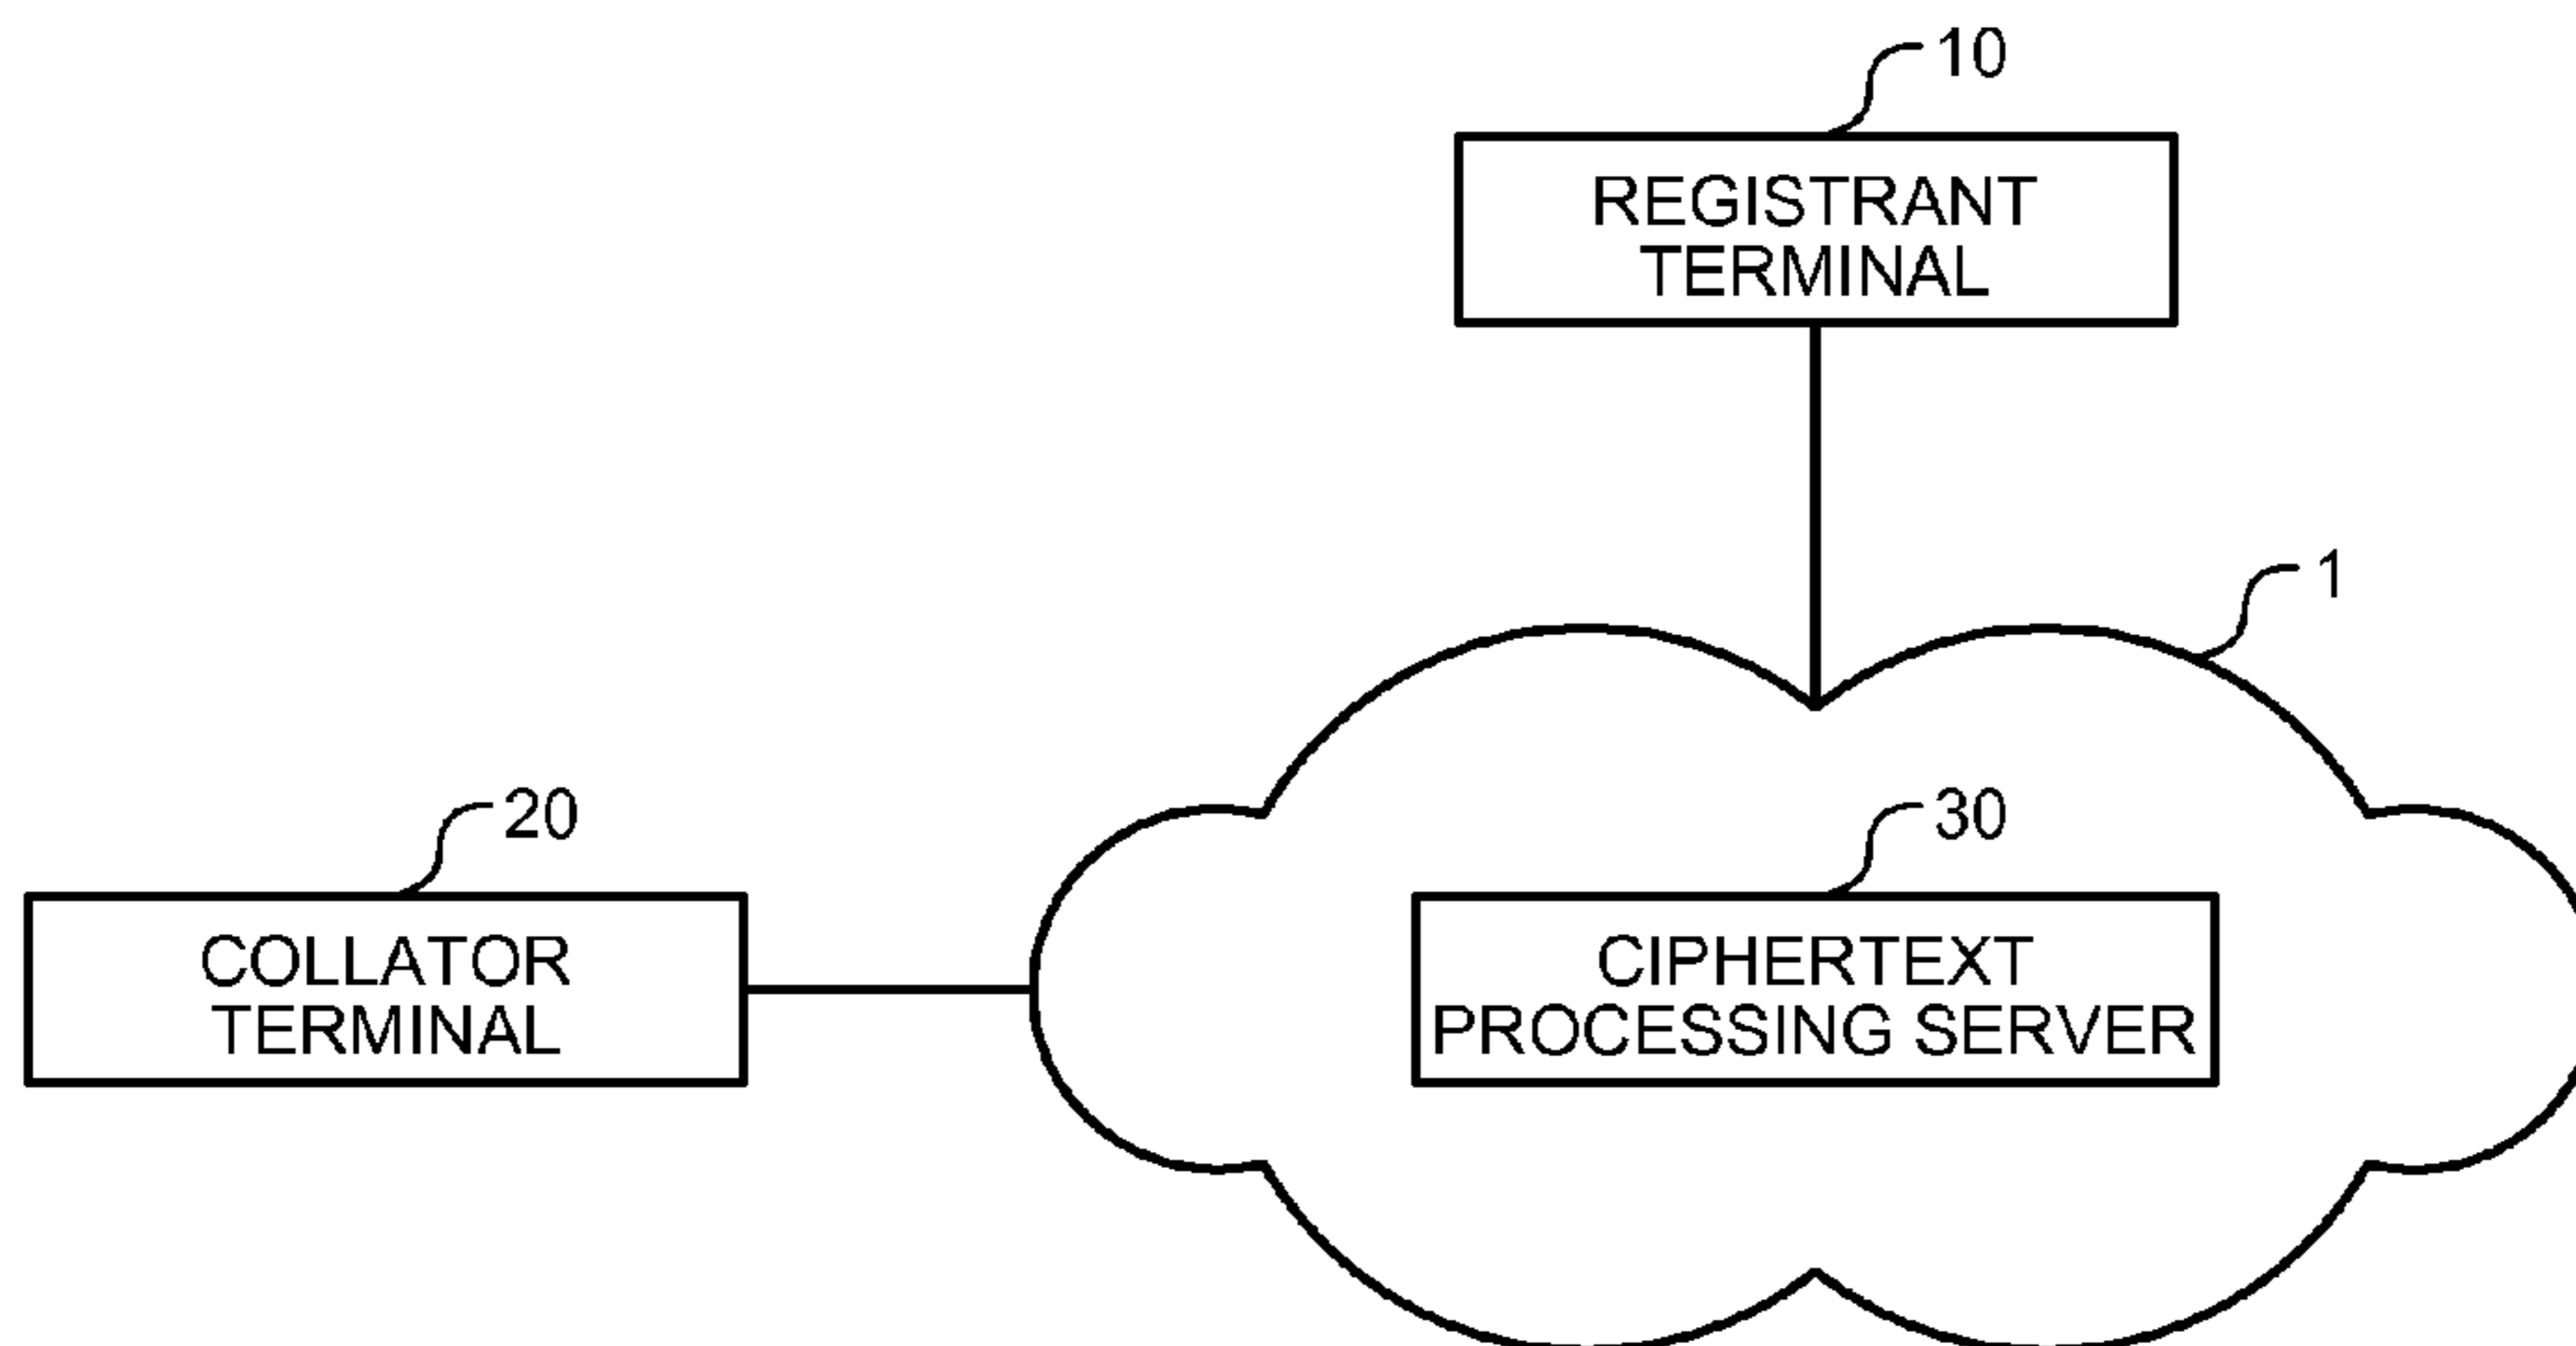 10
REGISTRANT
TERMINAL
1
20
COLLATOR
TERMINAL
30
CIPHERTEXT
PROCESSING SERVER